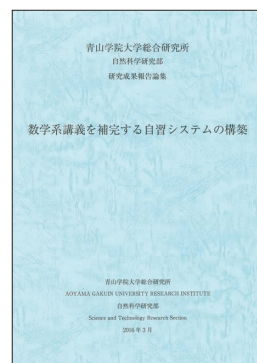 青山学院大学総合研究所
自然科学研究部
研究成果報告論集
数学系講義を補完する自習システムの構築
青山学院大学総合研究所
AOYAMA GAKUIN UNIVERSITY RESEARCH INSTITUTE
自然科学研究部
Science and Technology Research Section
2016 年 3 月